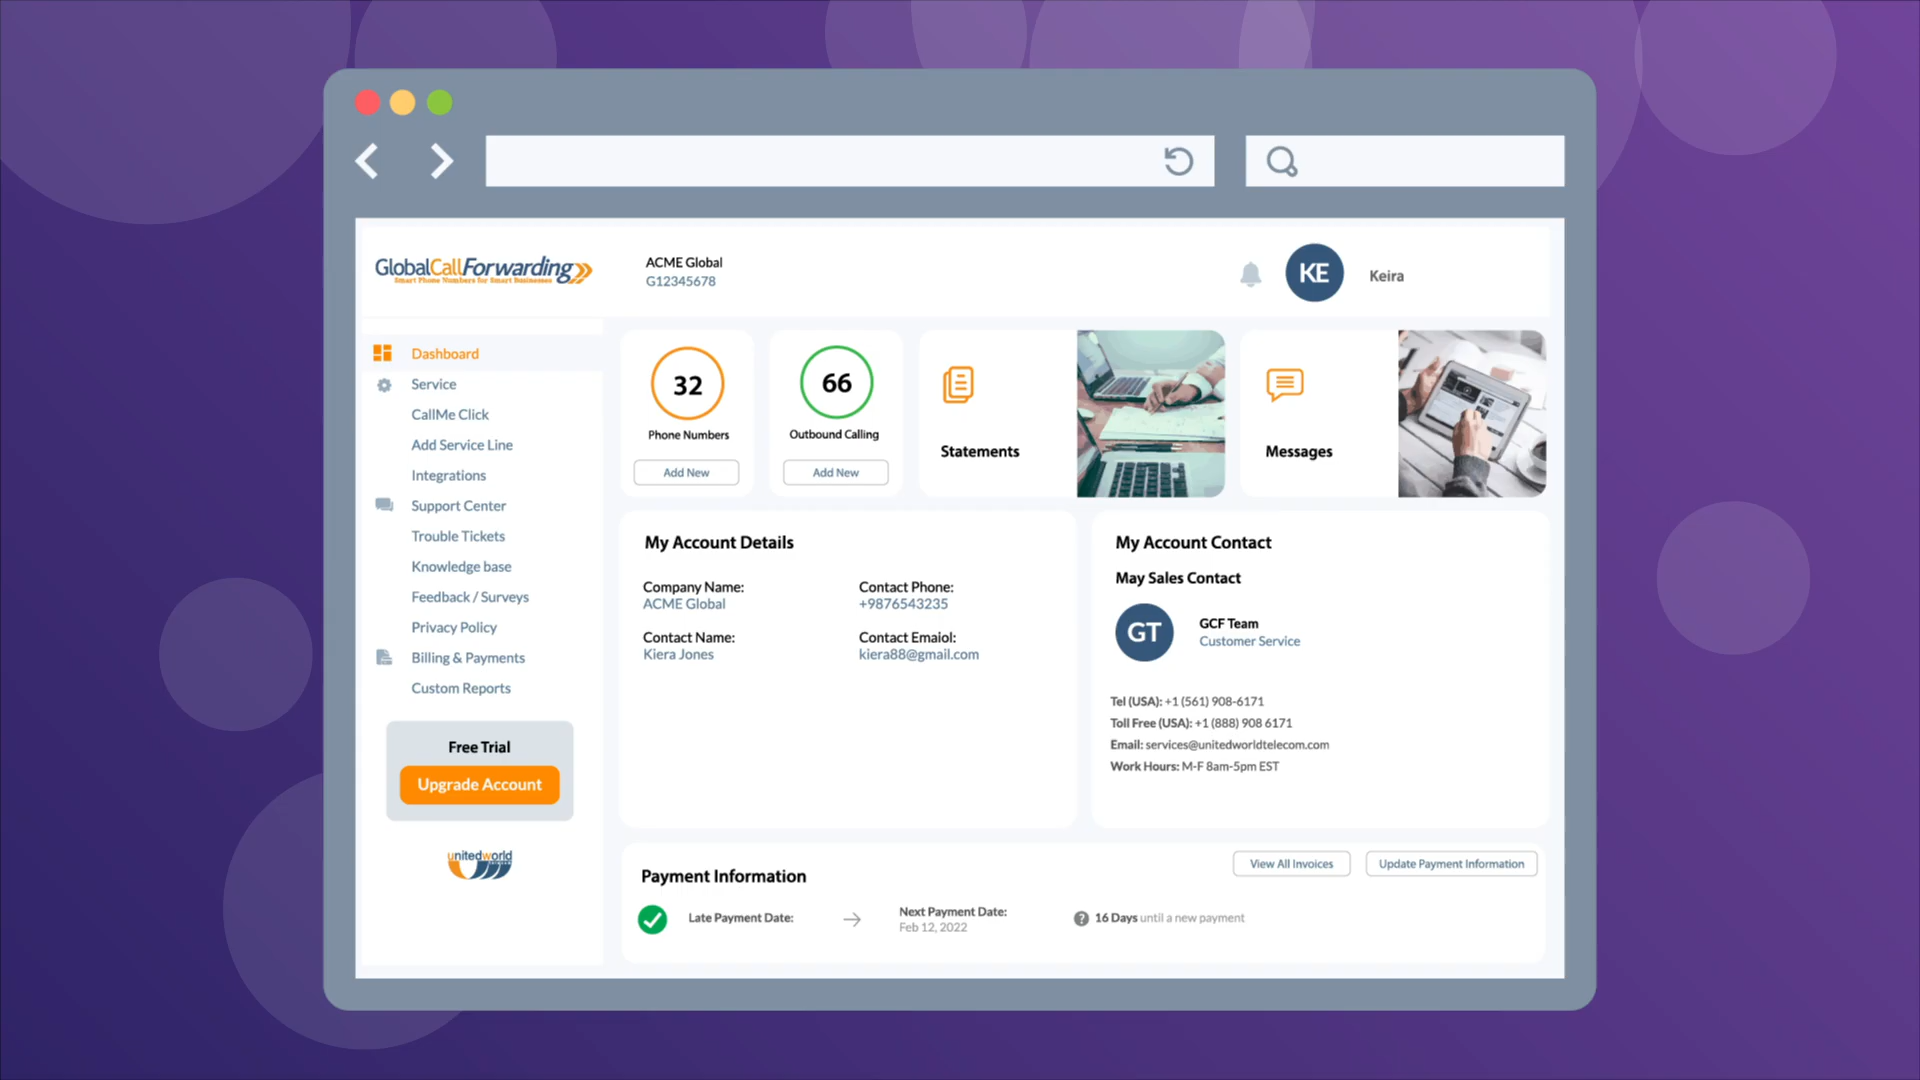 GlobalCallForwarding
Smart Phone Numbers for Smart Businesses
ACME Global
G12345678
KE
Keira
Dashboard
Service
CallMe Click
Add Service Line
Integrations
Support Center
Trouble Tickets
Knowledge base
Feedback / Surveys
Privacy Policy
Billing & Payments
Custom Reports
Free Trial
Upgrade Account
unitedworld
32
Phone Numbers
Add New
66
Outbound Calling
Add New
Statements
Messages
My Account Details
Company Name:
ACME Global
Contact Name:
Kiera Jones
Contact Phone:
+9876543235
Contact Emaiol:
kiera88@gmail.com
My Account Contact
May Sales Contact
GT
GCF Team
Customer Service
Tel (USA): +1 (561) 908-6171
Toll Free (USA): +1 (888) 908 6171
Email: services@unitedworldtelecom.com
Work Hours: M-F 8am-5pm EST
Payment Information
View All Invoices
Update Payment Information
Late Payment Date:
Next Payment Date:
Feb 12, 2022
? 16 Days until a new payment